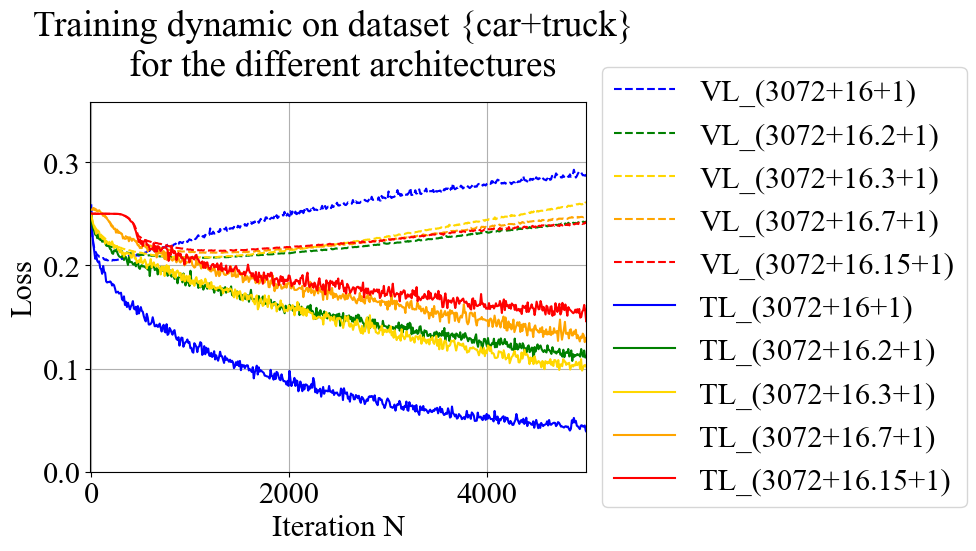 Training dynamic on dataset {car+truck}
for the different architectures
Loss
0.3
0.2
0.1
0.0
0
2000
4000
Iteration N
VL_(3072+16+1)
VL_(3072+16.2+1)
VL_(3072+16.3+1)
VL_(3072+16.7+1)
VL_(3072+16.15+1)
TL_(3072+16+1)
TL_(3072+16.2+1)
TL_(3072+16.3+1)
TL_(3072+16.7+1)
TL_(3072+16.15+1)